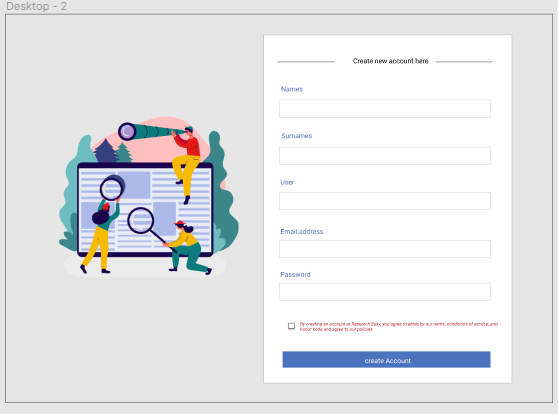 Desktop - 2
Create new account here
Names
Surnames
User
Email address
Password
By creating an account at Research Easy, you agree to abide by our terms, conditions of service, and
honor code and agree to our policies
create Account